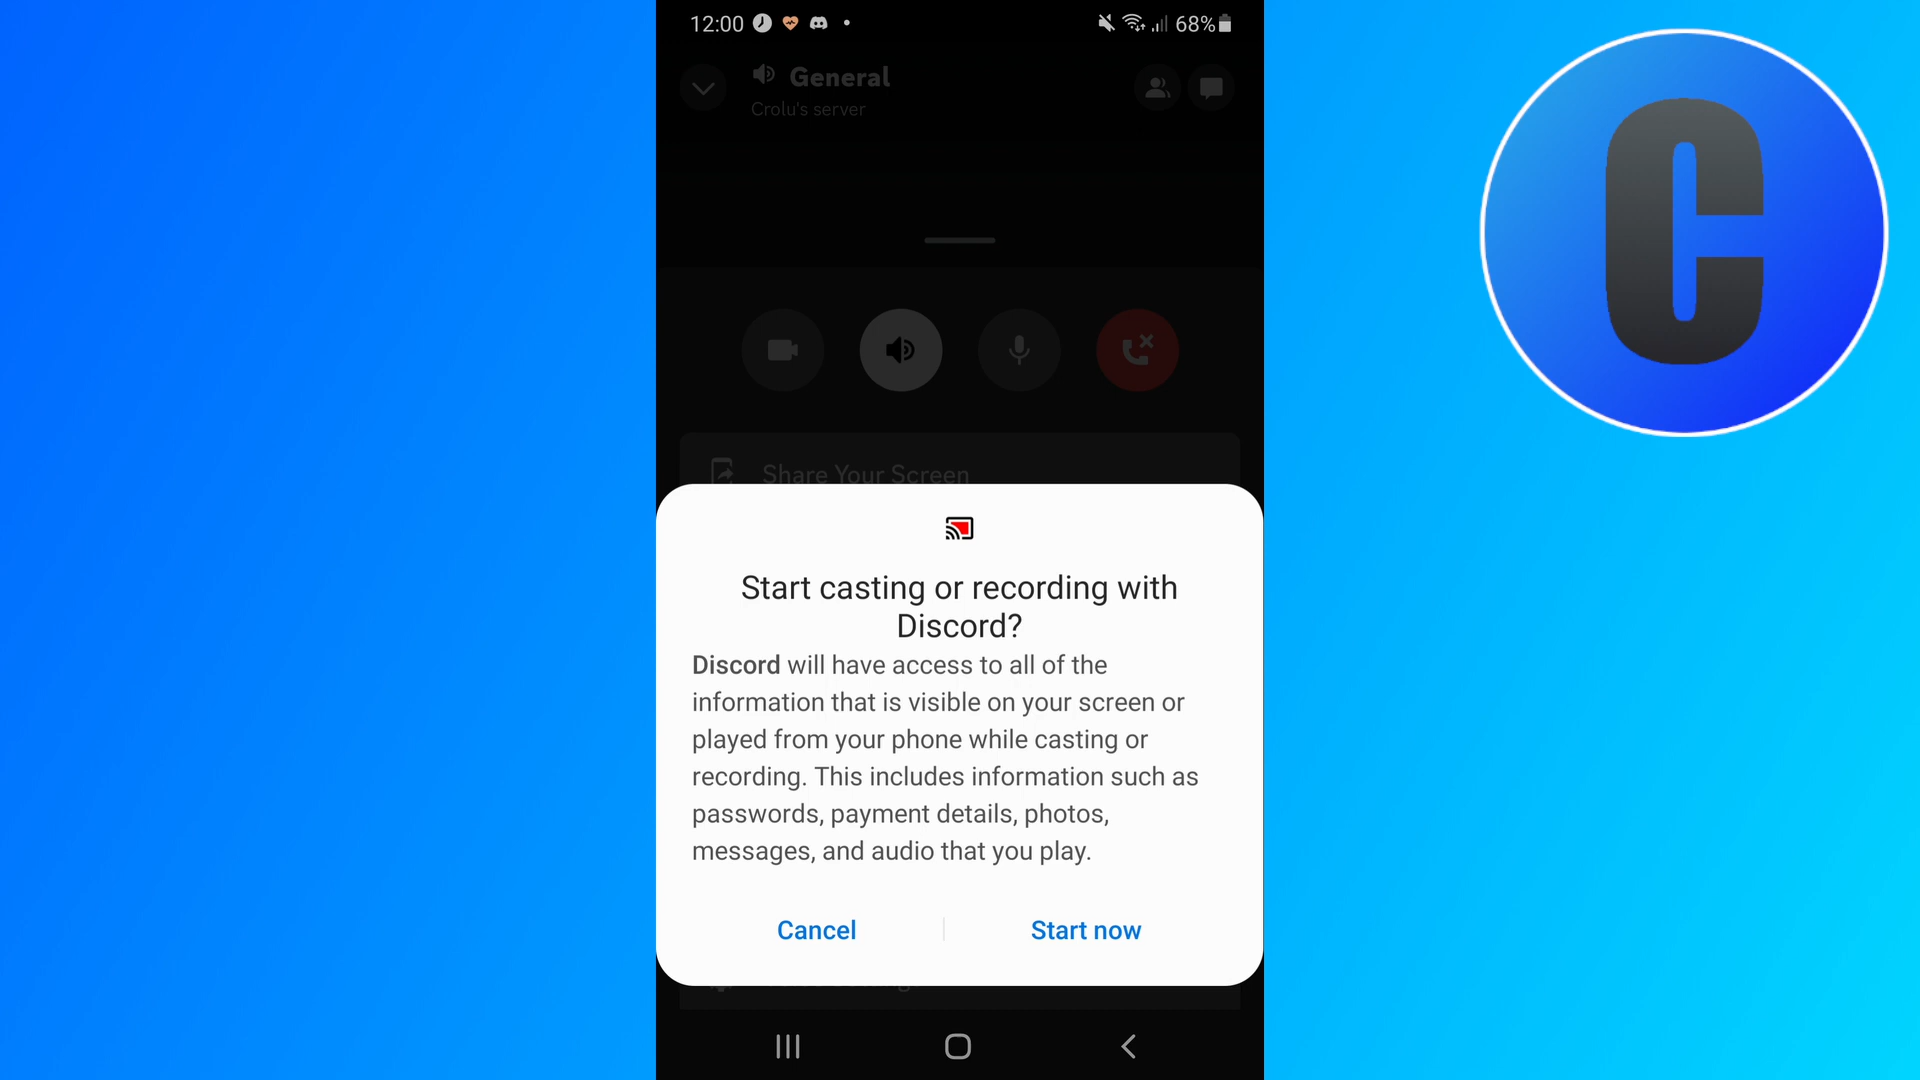 12:00
68%
General
Crolu's server
Share Your Screen
Start casting or recording with
Discord?
Discord will have access to all of the
information that is visible on your screen or
played from your phone while casting or
recording. This includes information such as
passwords, payment details, photos,
messages, and audio that you play.
Cancel
Start now
C